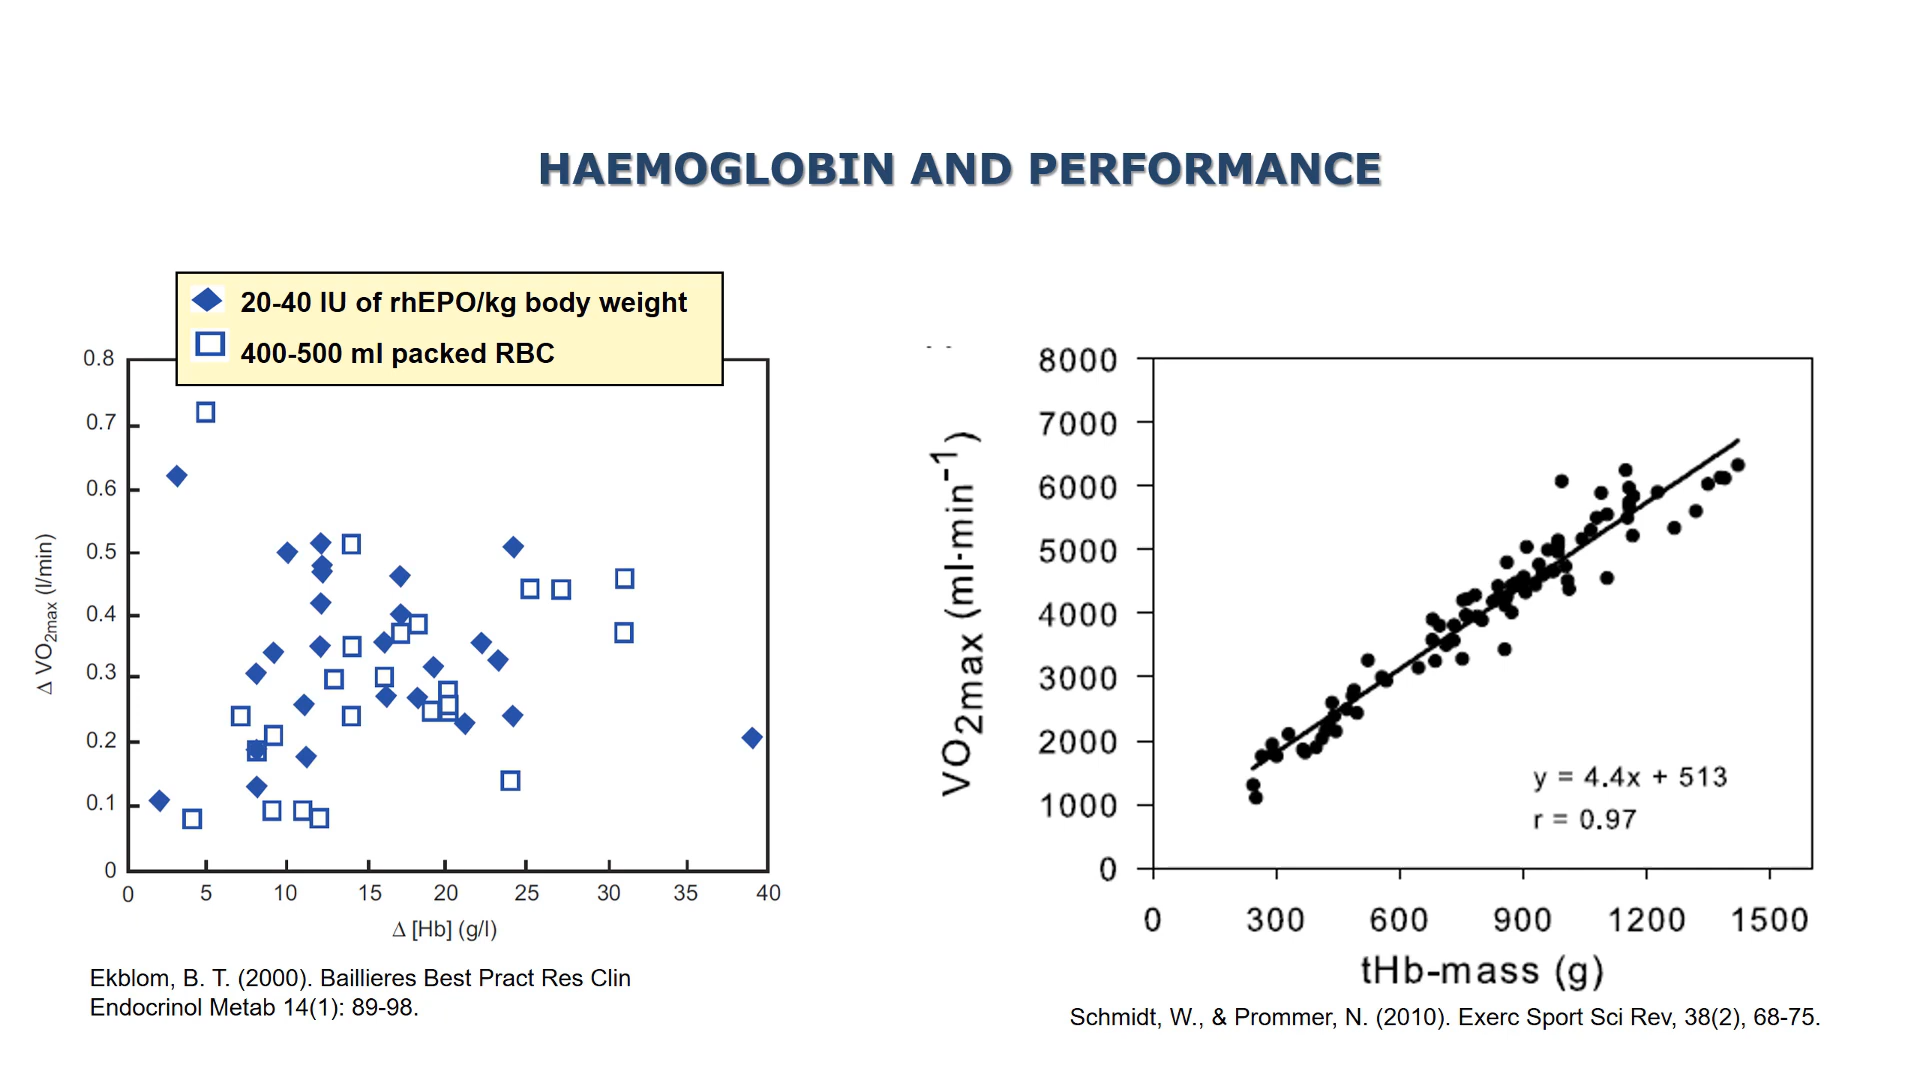 HAEMOGLOBIN AND PERFORMANCE
20-40 IU of rhEPO/kg body weight
400-500 ml packed RBC
0.8
0.7
0.6
0.5
0.4
0.3
0.2
0.1
0
Δ VO2max (l/min)
0 5 10 15 20 25 30 35 40
Δ [Hb] (g/l)
Ekblom, B. T. (2000). Baillieres Best Pract Res Clin
Endocrinol Metab 14(1): 89-98.
8000
7000
6000
5000
4000
3000
2000
1000
0
VO2max (ml·min-1)
y = 4.4x + 513
r = 0.97
0 300 600 900 1200 1500
tHb-mass (g)
Schmidt, W., & Prommer, N. (2010). Exerc Sport Sci Rev, 38(2), 68-75.